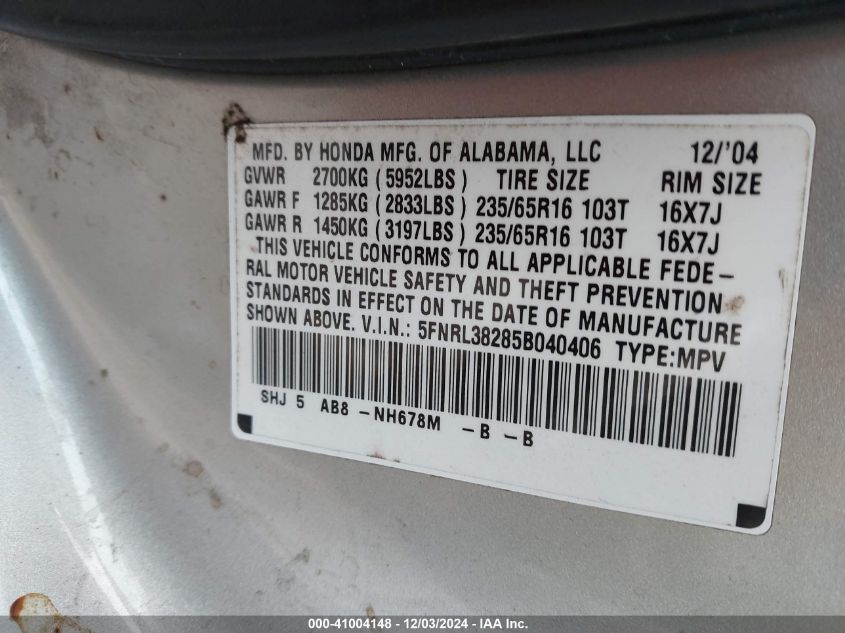 MFD. BY HONDA MFG. OF ALABAMA, LLC 12/'04
GVWR 2700KG (5952LBS) TIRE SIZE RIM SIZE
GAWR F 1285KG (2833LBS) 235/65R16 103T 16X7J
GAWR R 1450KG (3197LBS) 235/65R16 103T 16X7J
THIS VEHICLE CONFORMS TO ALL APPLICABLE FEDE-
RAL MOTOR VEHICLE SAFETY AND THEFT PREVENTION
STANDARDS IN EFFECT ON THE DATE OF MANUFACTURE
SHOWN ABOVE. V.I.N.: 5FNRL38285B040406 TYPE:MPV
SHJ 5 AB8 -NH678M -B -B
000-41004148 - 12/03/2024 - IAA Inc.